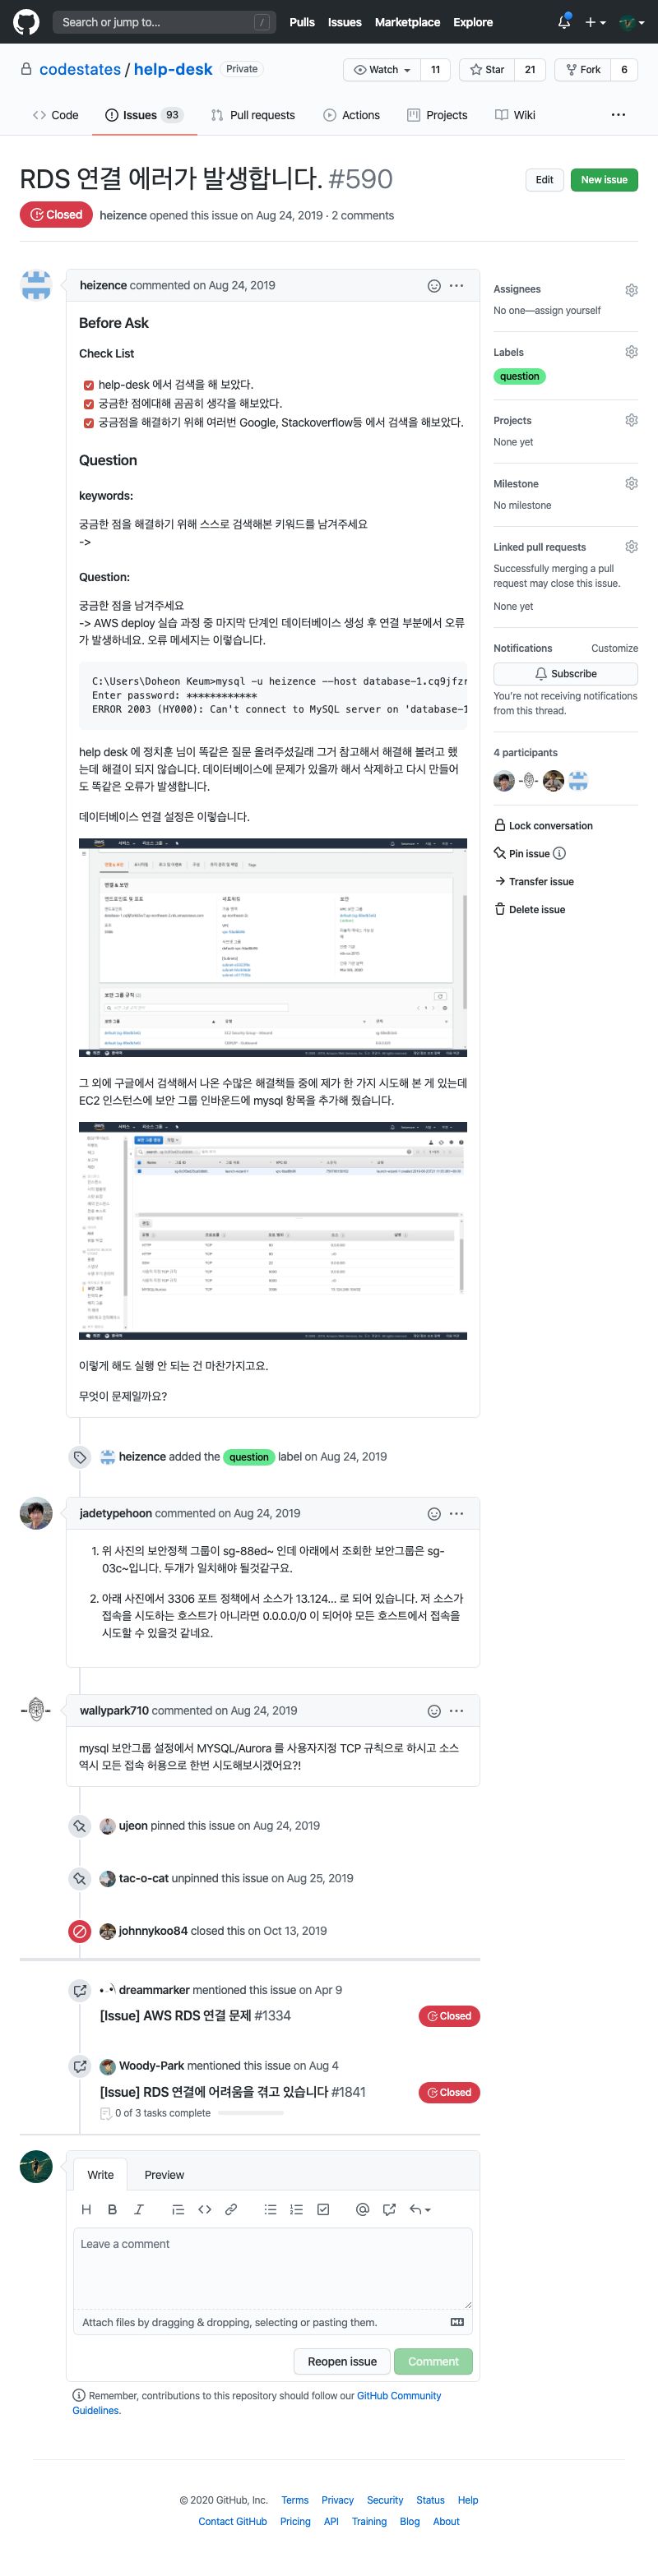 Search or jump to...
/
Pulls
Issues
Marketplace
Explore
codestates / help-desk
Private
Watch
11
Star
21
Fork
6
Code
Issues 93
Pull requests
Actions
Projects
Wiki
RDS 연결 에러가 발생합니다. #590
Edit
New issue
Closed
heizence opened this issue on Aug 24, 2019 · 2 comments
heizence commented on Aug 24, 2019
Before Ask
Check List
help-desk 에서 검색을 해 보았다.
궁금한 점에대해 곰곰히 생각을 해보았다.
궁금점을 해결하기 위해 여러번 Google, Stackoverflow등 에서 검색을 해보았다.
Question
keywords:
궁금한 점을 해결하기 위해 스스로 검색해본 키워드를 남겨주세요
->
Question:
궁금한 점을 남겨주세요
-> AWS deploy 실습 과정 중 마지막 단계인 데이터베이스 생성 후 연결 부분에서 오류
가 발생하네요. 오류 메세지는 이렇습니다.
C:\Users\Doheon Keum>mysql -u heizence --host database-1.cq9jfzr
Enter password: ************
ERROR 2003 (HY000): Can't connect to MySQL server on 'database-1
help desk 에 정치훈 님이 똑같은 질문 올려주셨길래 그거 참고해서 해결해 볼려고 했
는데 해결이 되지 않습니다. 데이터베이스에 문제가 있을까 해서 삭제하고 다시 만들어
도 똑같은 오류가 발생합니다.
데이터베이스 연결 설정은 이렇습니다.
그 외에 구글에서 검색해서 나온 수많은 해결책들 중에 제가 한 가지 시도해 본 게 있는데
EC2 인스턴스에 보안 그룹 인바운드에 mysql 항목을 추가해 줬습니다.
이렇게 해도 실행 안 되는 건 마찬가지고요.
무엇이 문제일까요?
heizence added the question label on Aug 24, 2019
jadetypehoon commented on Aug 24, 2019
1. 위 사진의 보안정책 그룹이 sg-88ed~ 인데 아래에서 조회한 보안그룹은 sg-
03c~입니다. 두개가 일치해야 될것같구요.
2. 아래 사진에서 3306 포트 정책에서 소스가 13.124... 로 되어 있습니다. 저 소스가
접속을 시도하는 호스트가 아니라면 0.0.0.0/0 이 되어야 모든 호스트에서 접속을
시도할 수 있을것 같네요.
wallypark710 commented on Aug 24, 2019
mysql 보안그룹 설정에서 MYSQL/Aurora 를 사용자지정 TCP 규칙으로 하시고 소스
역시 모든 접속 허용으로 한번 시도해보시겠어요?!
ujeon pinned this issue on Aug 24, 2019
tac-o-cat unpinned this issue on Aug 25, 2019
johnnykoo84 closed this on Oct 13, 2019
dreammarker mentioned this issue on Apr 9
[Issue] AWS RDS 연결 문제 #1334
Closed
Woody-Park mentioned this issue on Aug 4
[Issue] RDS 연결에 어려움을 겪고 있습니다 #1841
Closed
0 of 3 tasks complete
Write
Preview
Leave a comment
Attach files by dragging & dropping, selecting or pasting them.
Reopen issue
Comment
Remember, contributions to this repository should follow our GitHub Community
Guidelines.
Assignees
No one—assign yourself
Labels
question
Projects
None yet
Milestone
No milestone
Linked pull requests
Successfully merging a pull
request may close this issue.
None yet
Notifications
Customize
Subscribe
You're not receiving notifications
from this thread.
4 participants
Lock conversation
Pin issue
Transfer issue
Delete issue
© 2020 GitHub, Inc.
Terms
Privacy
Security
Status
Help
Contact GitHub
Pricing
API
Training
Blog
About